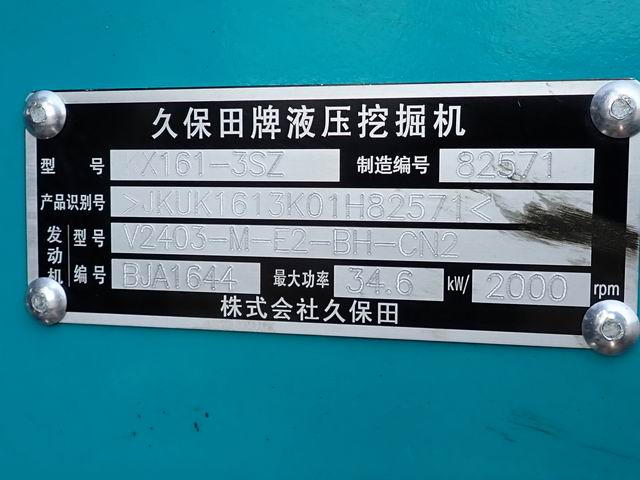 久保田牌液压挖掘机
型 号 KX161-3SZ 制造编号 82571
产品识别号 >JKUK1613K01H82571<
发动机 型号 V2403-M-E2-BH-CN2
编号 BJA1644 最大功率 34.6 kW/ 2000 rpm
株式会社久保田